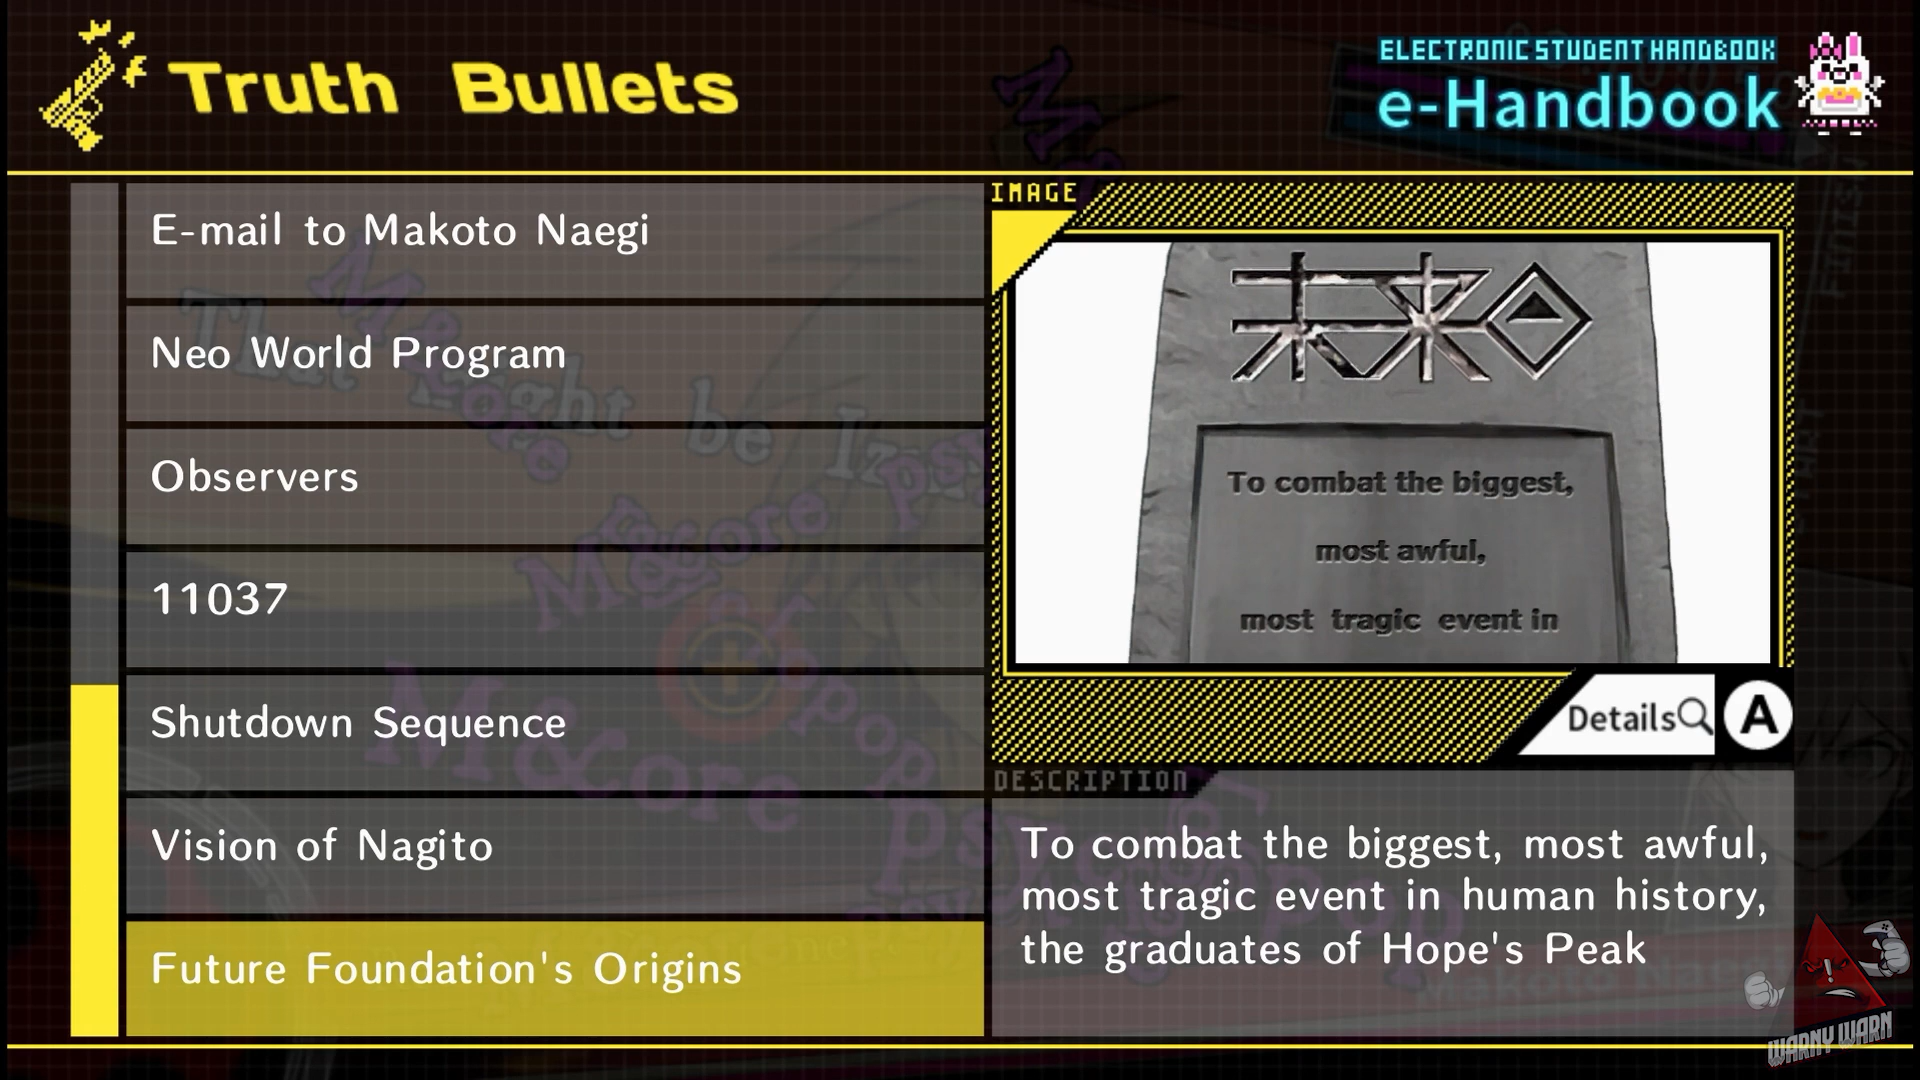 Truth Bullets
ELECTRONIC STUDENT HANDBOOK
e-Handbook
E-mail to Makoto Naegi
Neo World Program
Observers
11037
Shutdown Sequence
Vision of Nagito
Future Foundation's Origins
IMAGE
未来
To combat the biggest,
most awful,
most tragic event in
Details
A
DESCRIPTION
To combat the biggest, most awful,
most tragic event in human history,
the graduates of Hope's Peak
WARNY WARN